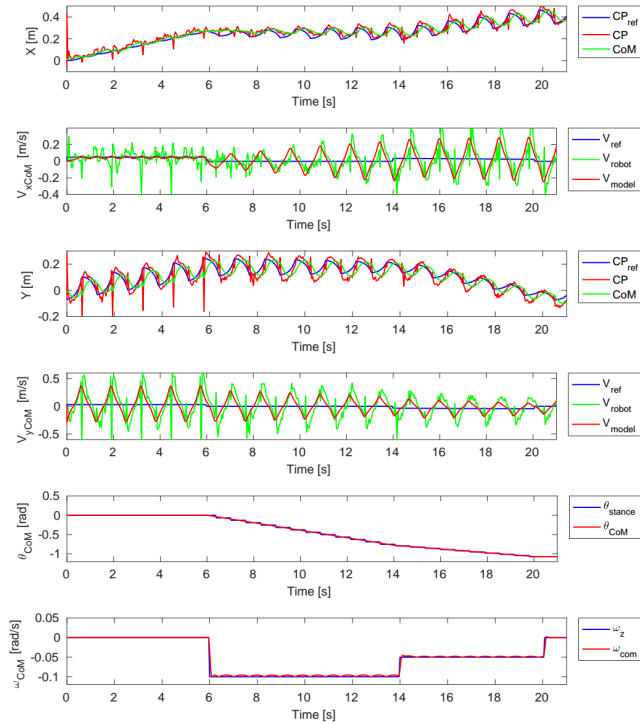 X [m]
0.4
0.2
0
0 2 4 6 8 10 12 14 16 18 20
Time [s]
CP_ref
CP
CoM
V_xCoM [m/s]
0.2
0
-0.2
-0.4
0 2 4 6 8 10 12 14 16 18 20
Time [s]
V_ref
V_robot
V_model
Y [m]
0.2
0
-0.2
0 2 4 6 8 10 12 14 16 18 20
Time [s]
CP_ref
CP
CoM
V_yCoM [m/s]
0.5
0
-0.5
0 2 4 6 8 10 12 14 16 18 20
Time [s]
V_ref
V_robot
V_model
θ_CoM [rad]
0.5
0
-0.5
-1
0 2 4 6 8 10 12 14 16 18 20
Time [s]
θ_stance
θ_CoM
ω_CoM [rad/s]
0.05
0
-0.05
-0.1
0 2 4 6 8 10 12 14 16 18 20
Time [s]
ω_z
ω_com